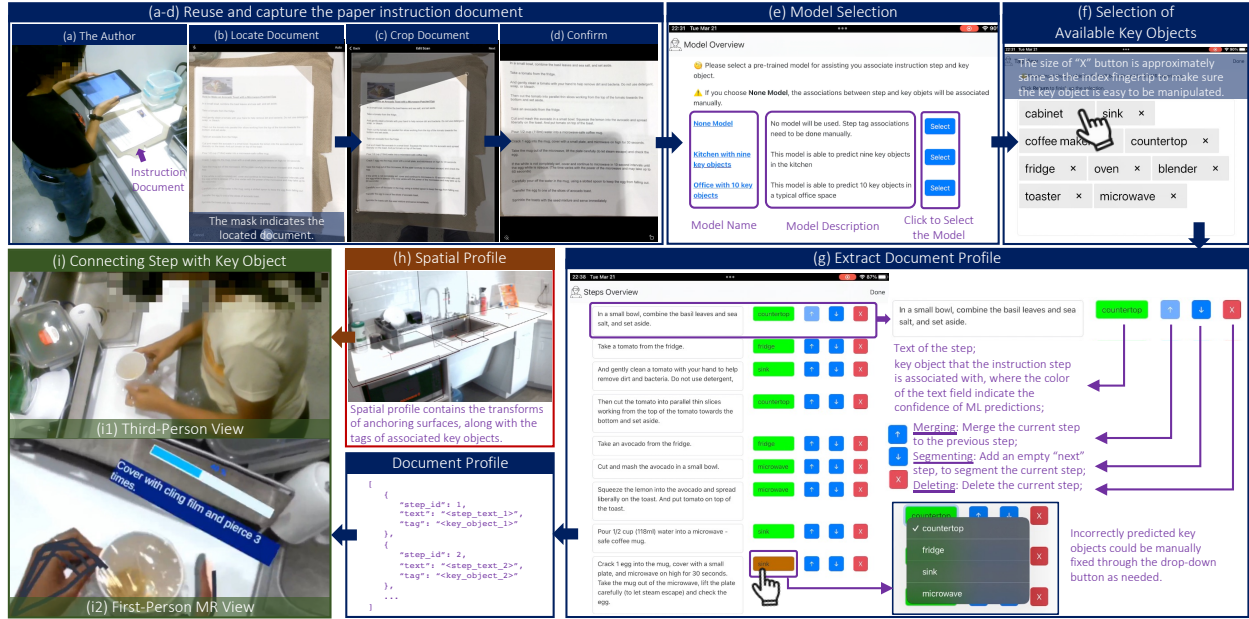 (a-d) Reuse and capture the paper instruction document
(a) The Author
(b) Locate Document
(c) Crop Document
(d) Confirm
Instruction
Document
The mask indicates the
located document.
(e) Model Selection
22:31 Tue Mar 21
90%
Model Overview
Please select a pre-trained model for assisting you associate instruction step and key
object.
If you choose None Model, the associations between step and key objets will be associated
manually.
None Model
No model will be used. Step tag associations
need to be done manually.
Select
Kitchen with nine
key objects
This model is able to predict nine key objects
in the kitchen
Select
Office with 10 key
objects
This model is able to predict 10 key objects in
a typical office space
Select
Model Name
Model Description
Click to Select
the Model
(f) Selection of
Available Key Objects
The size of “X” button is approximately
same as the index fingertip to make sure
the key object is easy to be manipulated.
cabinet
sink ×
coffee maker
countertop ×
fridge × oven × blender ×
toaster × microwave ×
(g) Extract Document Profile
22:38 Tue Mar 21
87%
Steps Overview
Done
In a small bowl, combine the basil leaves and sea
salt, and set aside.
countertop ↑ ↓ X
Take a tomato from the fridge.
fridge ↑ ↓ X
And gently clean a tomato with your hand to help
remove dirt and bacteria. Do not use detergent,
sink ↑ ↓ X
Then cut the tomato into parallel thin slices
working from the top of the tomato towards the
bottom and set aside.
countertop ↑ ↓ X
Take an avocado from the fridge.
fridge ↑ ↓ X
Cut and mash the avocado in a small bowl.
microwave ↑ ↓ X
Squeeze the lemon into the avocado and spread
liberally on the toast. And put tomato on top of
the toast.
microwave ↑ ↓ X
Pour 1/2 cup (118ml) water into a microwave -
safe coffee mug.
sink ↑ ↓ X
Crack 1 egg into the mug, cover with a small
plate, and microwave on high for 30 seconds.
Take the mug out of the microwave, lift the plate
carefully (to let steam escape) and check the
egg.
sink ↑ ↓ X
In a small bowl, combine the basil leaves and sea
salt, and set aside.
countertop ↑ ↓ X
Text of the step;
key object that the instruction step
is associated with, where the color
of the text field indicate the
confidence of ML predictions;
↑ Merging: Merge the current step
to the previous step;
↓ Segmenting: Add an empty “next”
step, to segment the current step;
X Deleting: Delete the current step;
countertop ↑ ↓ X
✓ countertop
fridge
sink
microwave
Incorrectly predicted key
objects could be manually
fixed through the drop-down
button as needed.
(h) Spatial Profile
Spatial profile contains the transforms
of anchoring surfaces, along with the
tags of associated key objects.
Document Profile
[
{
"step_id": 1,
"text": "<step_text_1>",
"tag": "<key_object_1>"
},
{
"step_id": 2,
"text": "<step_text_2>",
"tag": "<key_object_2>"
},
...
]
(i) Connecting Step with Key Object
(i1) Third-Person View
Cover with cling film and pierce 3
times.
(i2) First-Person MR View